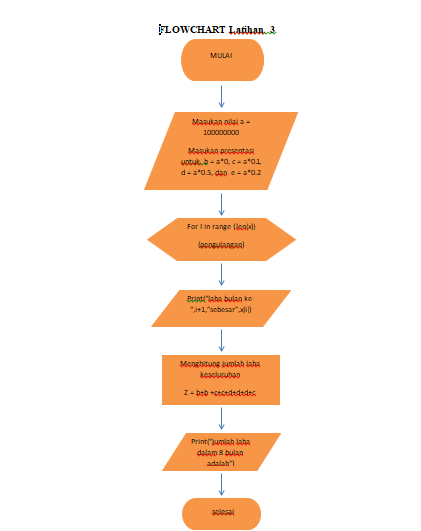 FLOWCHART Latihan 3
MULAI
Masukan nilai a =
100000000
Masukan presentasi
untuk b = a*0, c = a*0.1,
d = a*0.5, dan e = a*0.2
For I in range (len(x))
(pengulangan)
Print("laba bulan ke-
",i+1,"sebesar",x[i])
Menghitung jumlah laba
keseluruhan
Z = b+b +c+c+d+d+d+c
Print("jumlah laba
dalam 8 bulan
adalah")
selesai